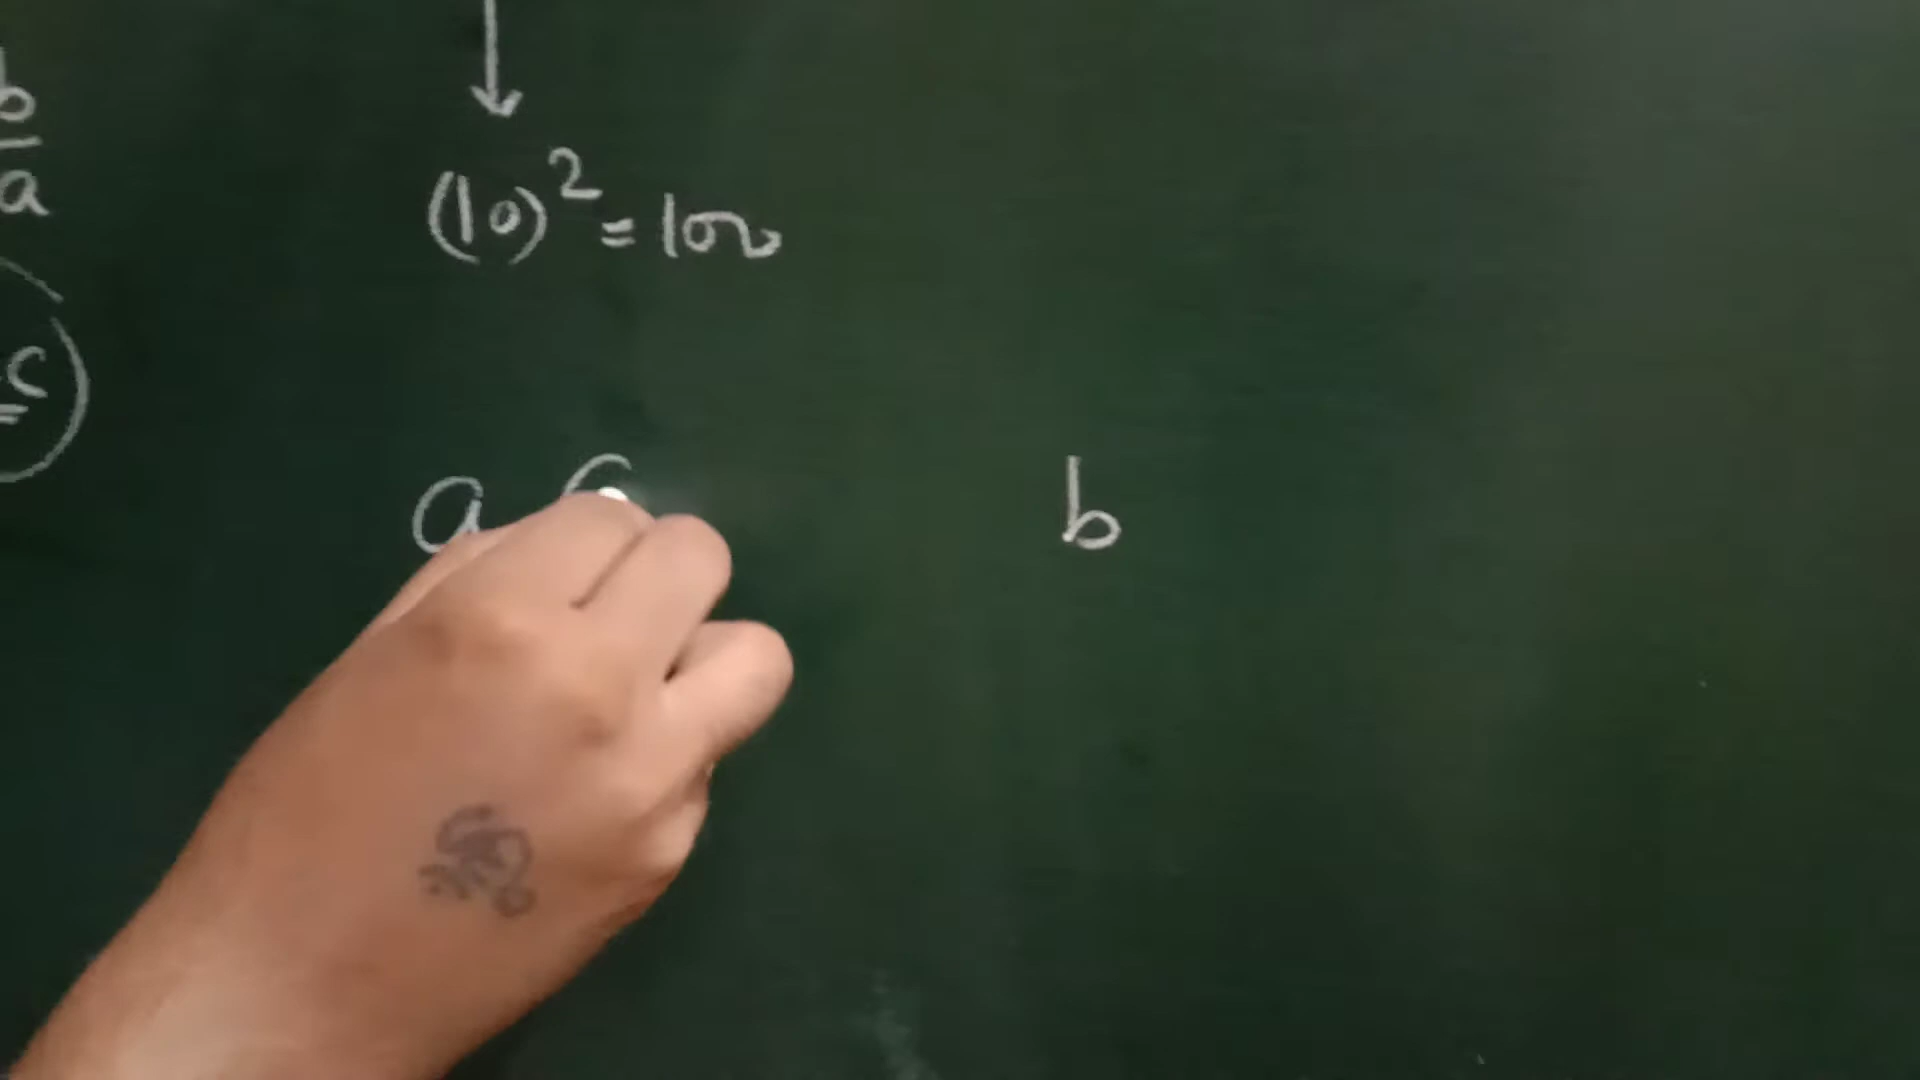 b
a
(10)² = 100
=c
a b